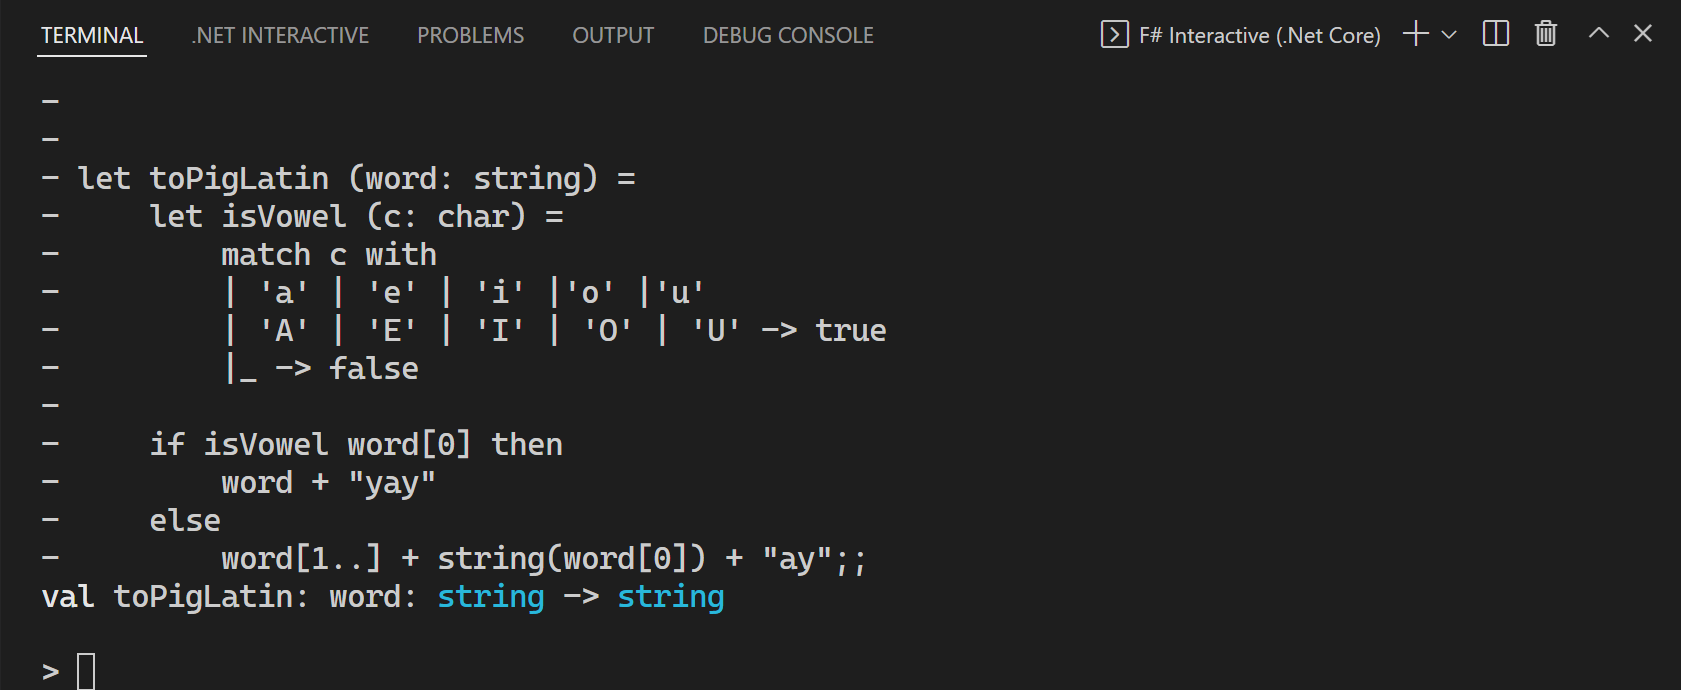 TERMINAL .NET INTERACTIVE PROBLEMS OUTPUT DEBUG CONSOLE F# Interactive (.Net Core)
-
-
- let toPigLatin (word: string) =
-     let isVowel (c: char) =
-         match c with
-         | 'a' | 'e' | 'i' |'o' |'u'
-         | 'A' | 'E' | 'I' | 'O' | 'U' -> true
-         |_ -> false
-
-     if isVowel word[0] then
-         word + "yay"
-     else
-         word[1..] + string(word[0]) + "ay";;
val toPigLatin: word: string -> string
>